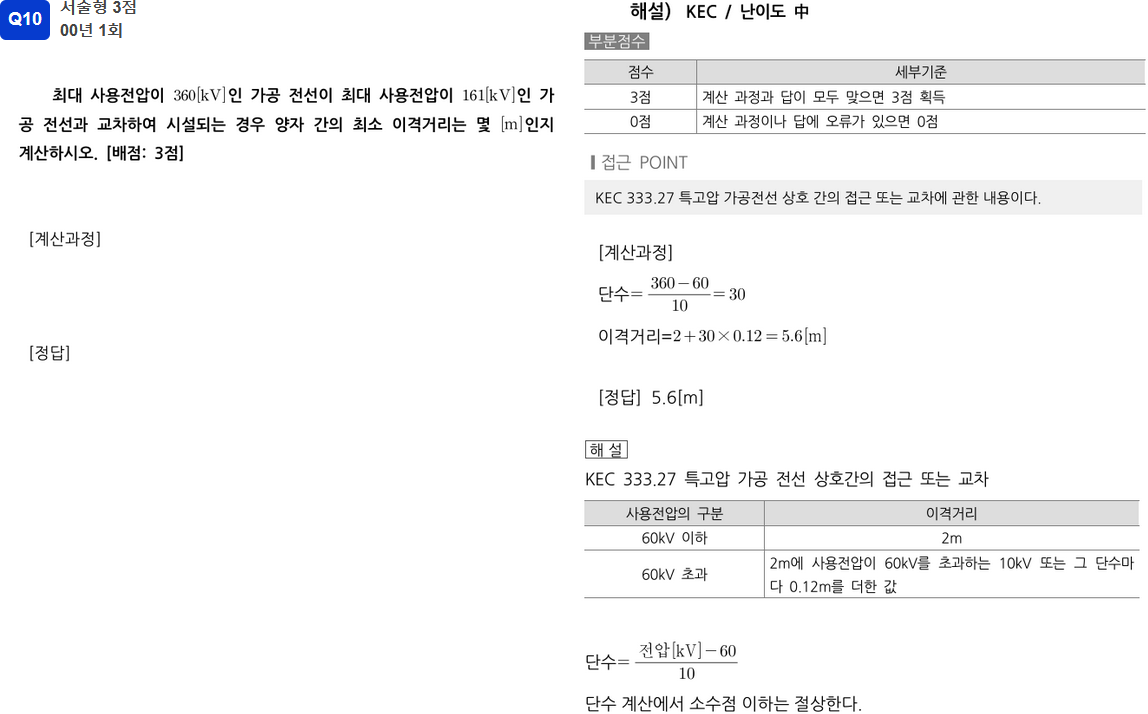 Q10
서술형 3점
00년 1회
최대 사용전압이 360[kV]인 가공 전선이 최대 사용전압이 161[kV]인 가
공 전선과 교차하여 시설되는 경우 양자 간의 최소 이격거리는 몇 [m]인지
계산하시오. [배점: 3점]
[계산과정]
[정답]
해설) KEC / 난이도 中
부분점수
점수 세부기준
3점 계산 과정과 답이 모두 맞으면 3점 획득
0점 계산 과정이나 답에 오류가 있으면 0점
접근 POINT
KEC 333.27 특고압 가공전선 상호 간의 접근 또는 교차에 관한 내용이다.
[계산과정]
단수= (360-60)/10 = 30
이격거리=2+30×0.12=5.6[m]
[정답] 5.6[m]
해 설
KEC 333.27 특고압 가공 전선 상호간의 접근 또는 교차
사용전압의 구분 이격거리
60kV 이하 2m
60kV 초과 2m에 사용전압이 60kV를 초과하는 10kV 또는 그 단수마
다 0.12m를 더한 값
단수= (전압[kV]-60)/10
단수 계산에서 소수점 이하는 절상한다.